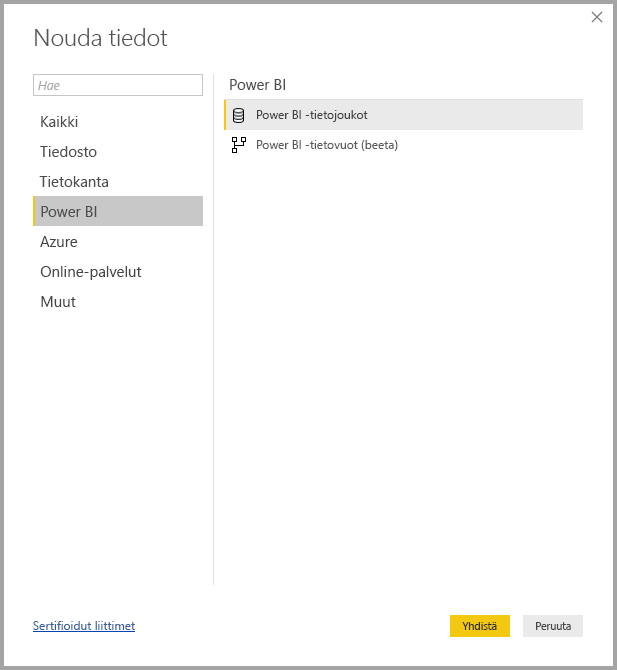 Nouda tiedot
Hae
Kaikki
Tiedosto
Tietokanta
Power BI
Azure
Online-palvelut
Muut
Power BI
Power BI -tietojoukot
Power BI -tietovuot (beeta)
Sertifioidut liittimet
Yhdistä
Peruuta